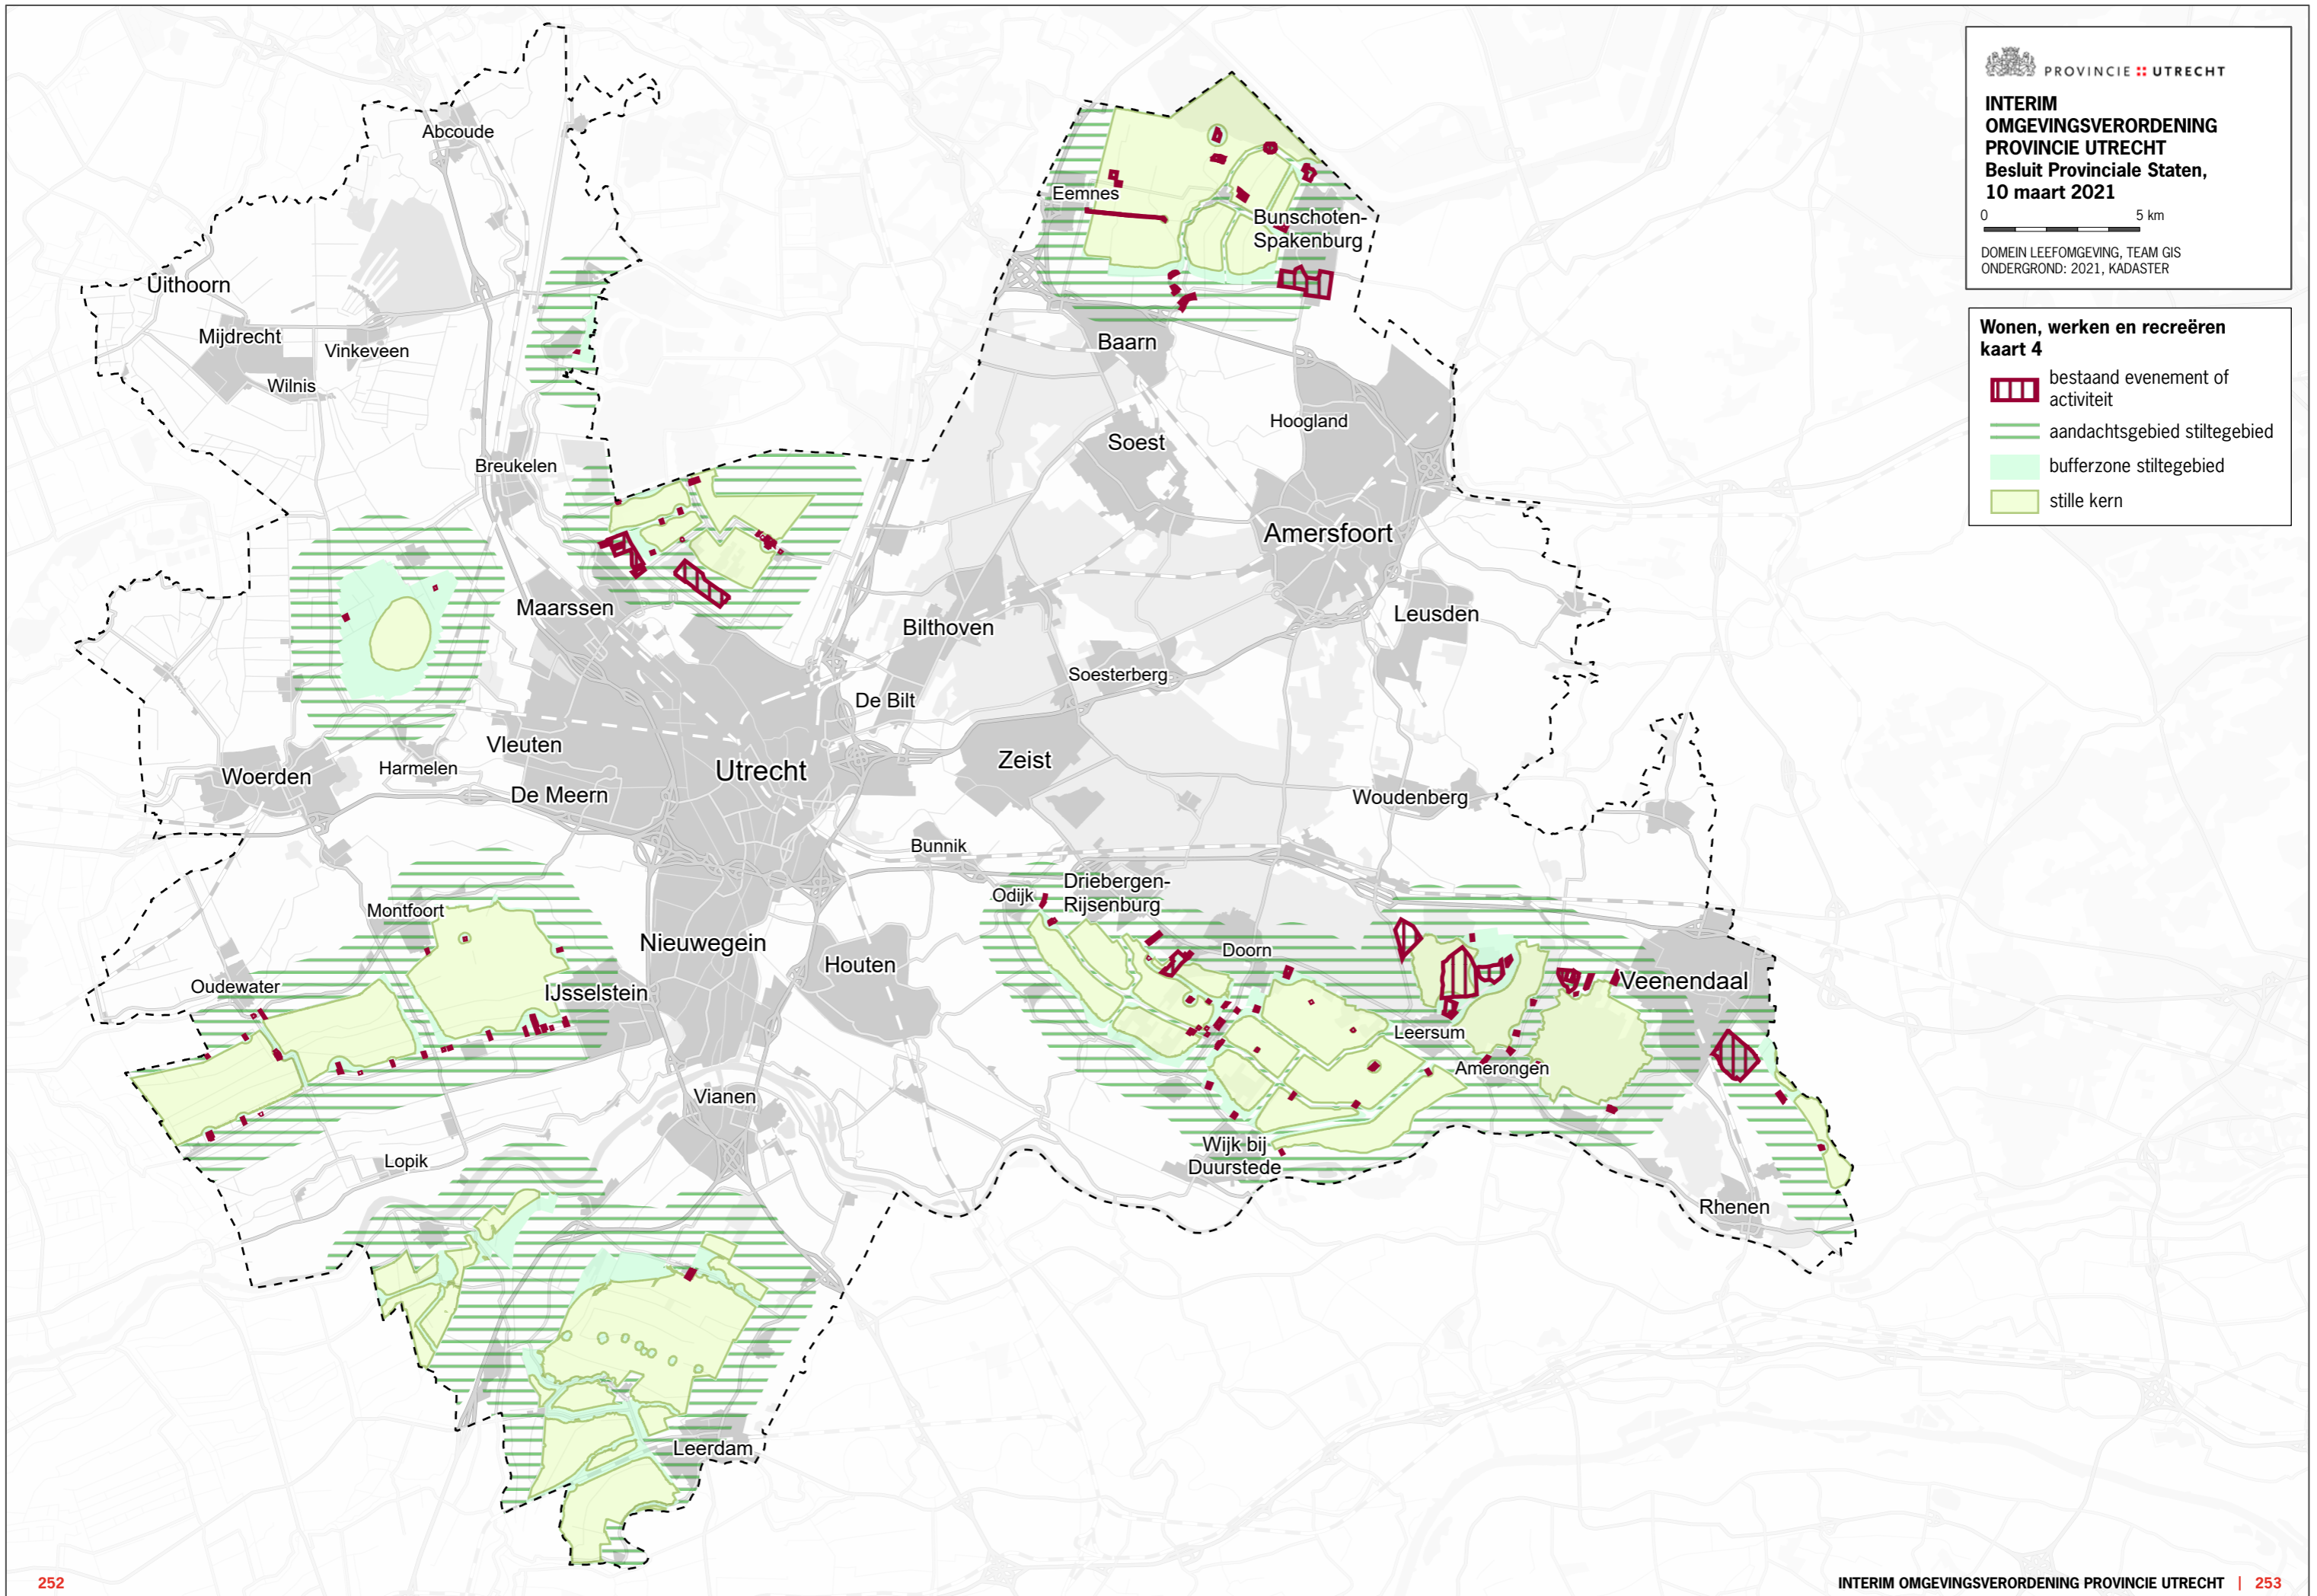 PROVINCIE UTRECHT
INTERIM
OMGEVINGSVERORDENING
PROVINCIE UTRECHT
Besluit Provinciale Staten,
10 maart 2021
0 5 km
DOMEIN LEEFOMGEVING, TEAM GIS
ONDERGROND: 2021, KADASTER
Wonen, werken en recreëren
kaart 4
bestaand evenement of
activiteit
aandachtsgebied stiltegebied
bufferzone stiltegebied
stille kern
Abcoude
Eemnes
Bunschoten-
Spakenburg
Uithoorn
Mijdrecht
Vinkeveen
Wilnis
Baarn
Hoogland
Soest
Breukelen
Amersfoort
Maarssen
Bilthoven
Leusden
Soesterberg
De Bilt
Vleuten
Harmelen
Woerden
Utrecht
Zeist
De Meern
Woudenberg
Bunnik
Driebergen-
Rijsenburg
Odijk
Montfoort
Nieuwegein
Houten
Doorn
Veenendaal
Oudewater
IJsselstein
Leersum
Amerongen
Vianen
Wijk bij
Duurstede
Lopik
Rhenen
Leerdam
252
INTERIM OMGEVINGSVERORDENING PROVINCIE UTRECHT | 253